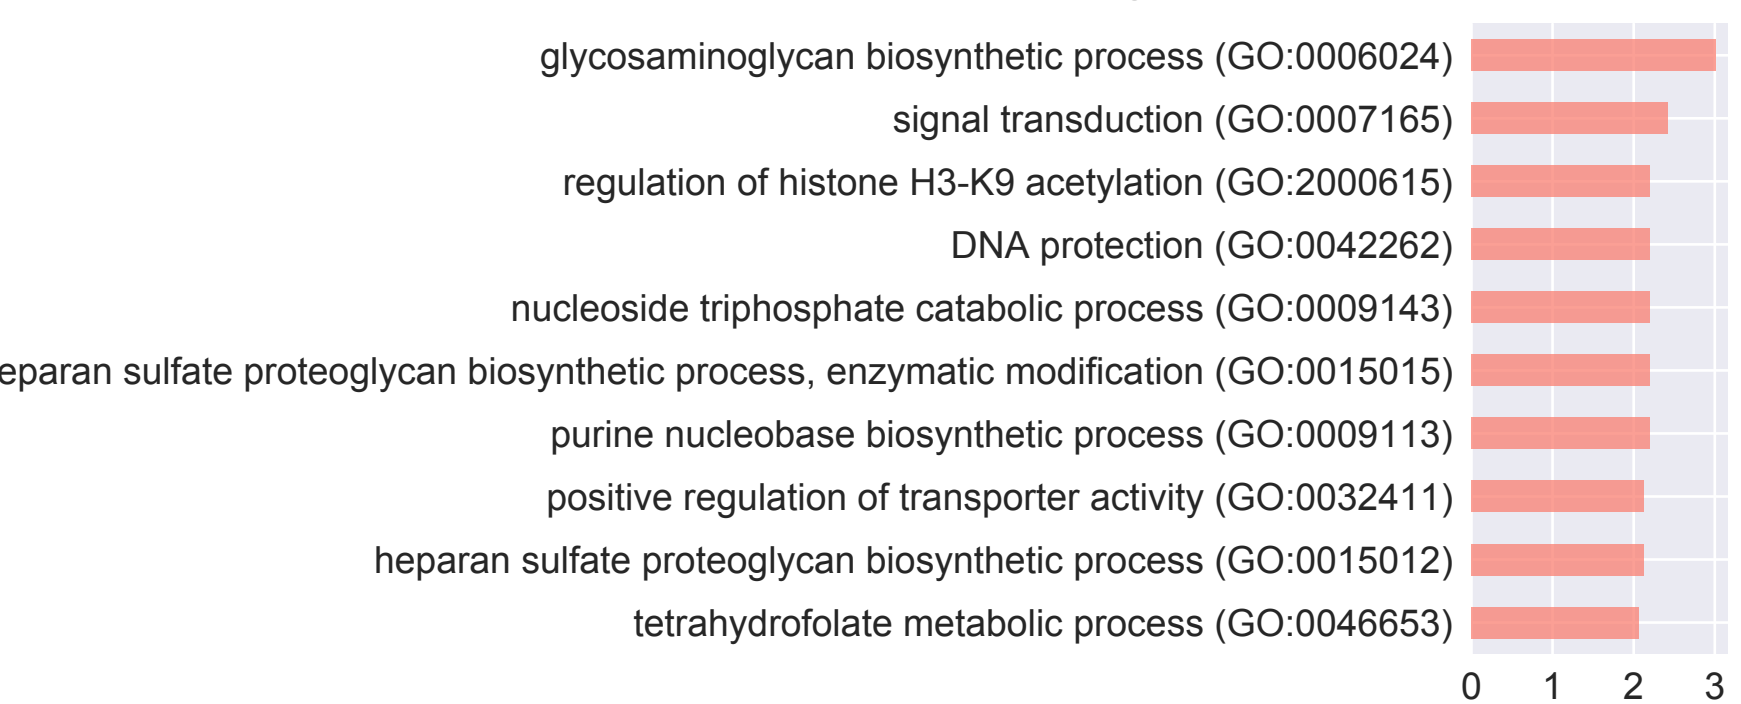 glycosaminoglycan biosynthetic process (GO:0006024)
signal transduction (GO:0007165)
regulation of histone H3-K9 acetylation (GO:2000615)
DNA protection (GO:0042262)
nucleoside triphosphate catabolic process (GO:0009143)
eparan sulfate proteoglycan biosynthetic process, enzymatic modification (GO:0015015)
purine nucleobase biosynthetic process (GO:0009113)
positive regulation of transporter activity (GO:0032411)
heparan sulfate proteoglycan biosynthetic process (GO:0015012)
tetrahydrofolate metabolic process (GO:0046653)
0 1 2 3